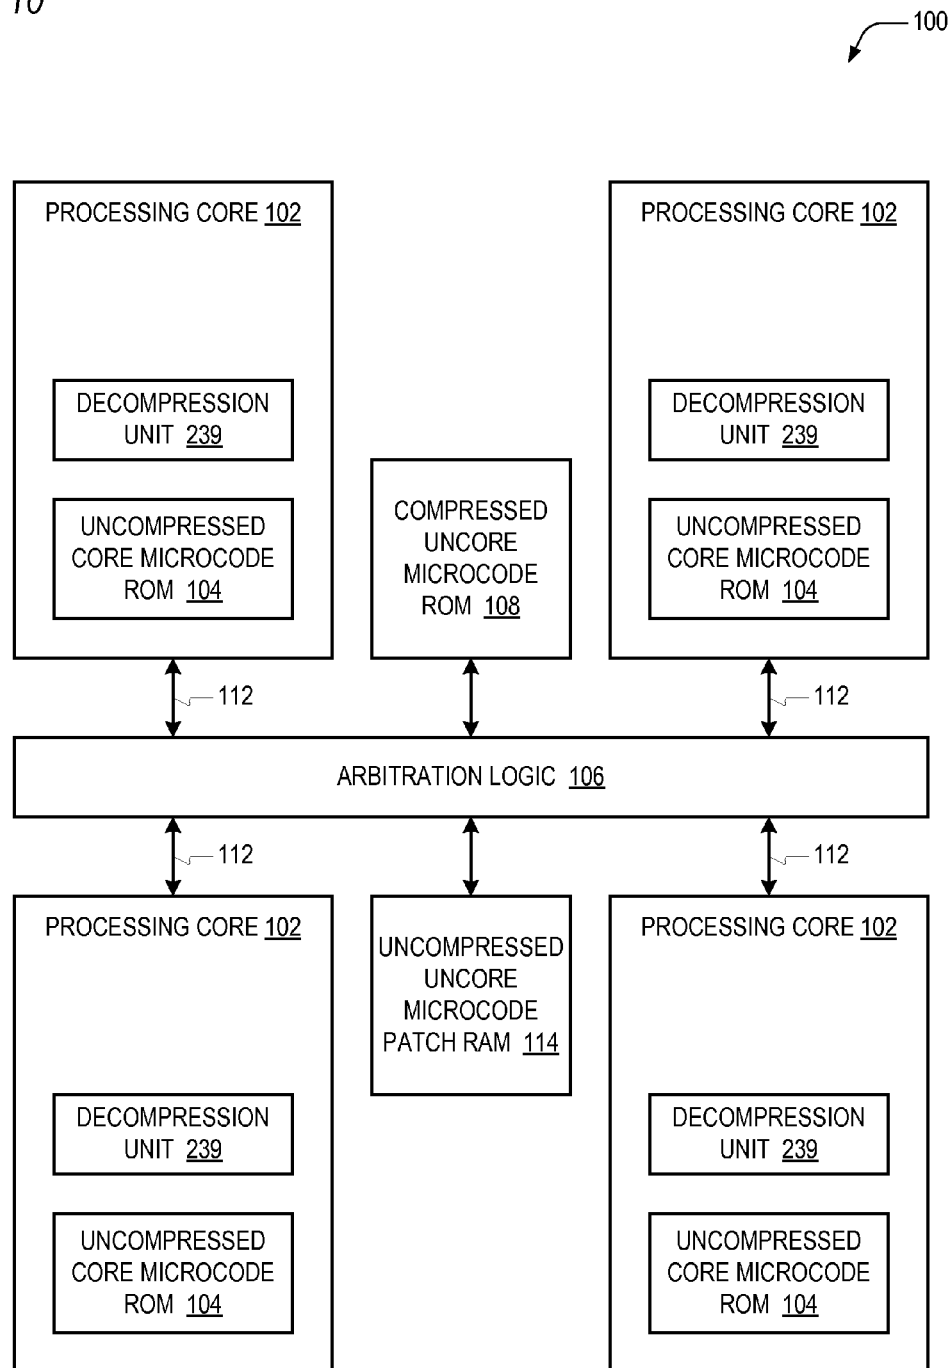 10
100
PROCESSING CORE 102
DECOMPRESSION
UNIT 239
UNCOMPRESSED
CORE MICROCODE
ROM 104
COMPRESSED
UNCORE
MICROCODE
ROM 108
PROCESSING CORE 102
DECOMPRESSION
UNIT 239
UNCOMPRESSED
CORE MICROCODE
ROM 104
112
112
ARBITRATION LOGIC 106
112
112
PROCESSING CORE 102
DECOMPRESSION
UNIT 239
UNCOMPRESSED
CORE MICROCODE
ROM 104
UNCOMPRESSED
UNCORE
MICROCODE
PATCH RAM 114
PROCESSING CORE 102
DECOMPRESSION
UNIT 239
UNCOMPRESSED
CORE MICROCODE
ROM 104